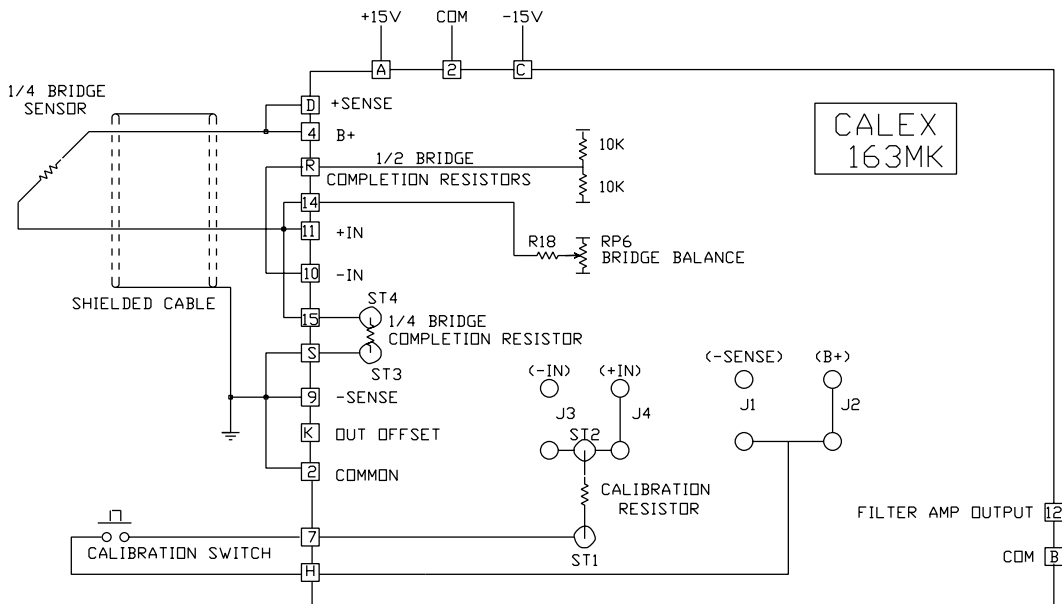 +15V
COM
-15V
A
2
C
1/4 BRIDGE
SENSOR
D
+SENSE
4
B+
CALEX
163MK
R
1/2 BRIDGE
COMPLETION RESISTORS
10K
10K
14
11
+IN
R18
RP6
BRIDGE BALANCE
10
-IN
SHIELDED CABLE
ST4
15
1/4 BRIDGE
COMPLETION RESISTOR
S
ST3
(-IN)
(+IN)
(-SENSE)
(B+)
9
-SENSE
J3
J4
J1
J2
K
OUT OFFSET
ST2
2
COMMON
CALIBRATION
RESISTOR
FILTER AMP OUTPUT
12
7
CALIBRATION SWITCH
ST1
COM
B
H